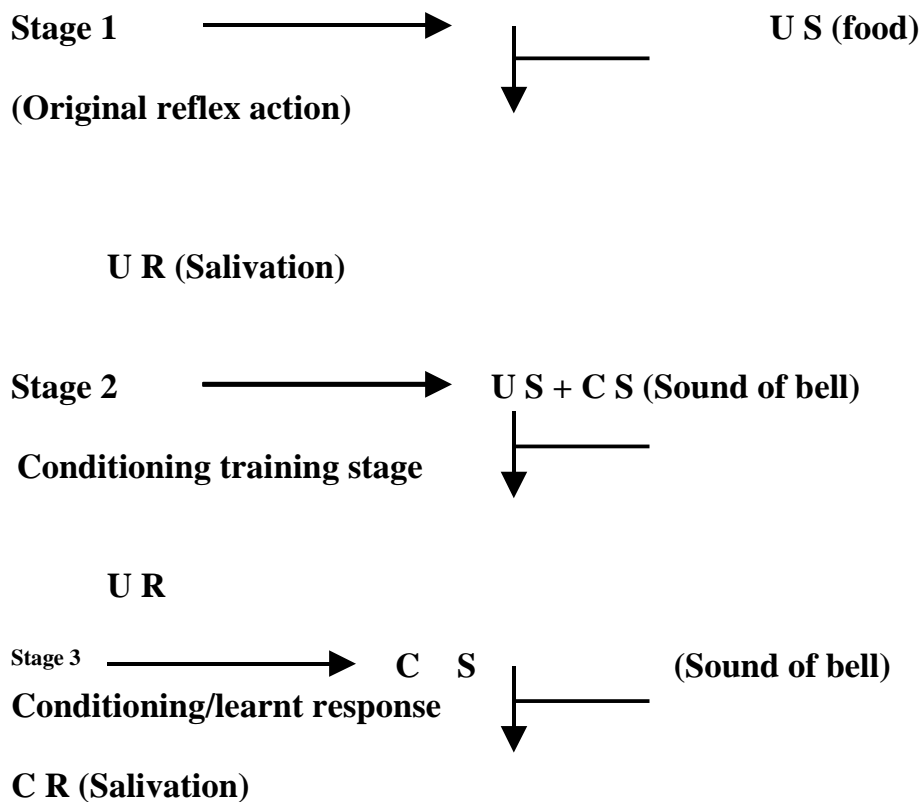 Stage 1 U S (food)
(Original reflex action)
U R (Salivation)
Stage 2 U S + C S (Sound of bell)
Conditioning training stage
U R
Stage 3 C S (Sound of bell)
Conditioning/learnt response
C R (Salivation)